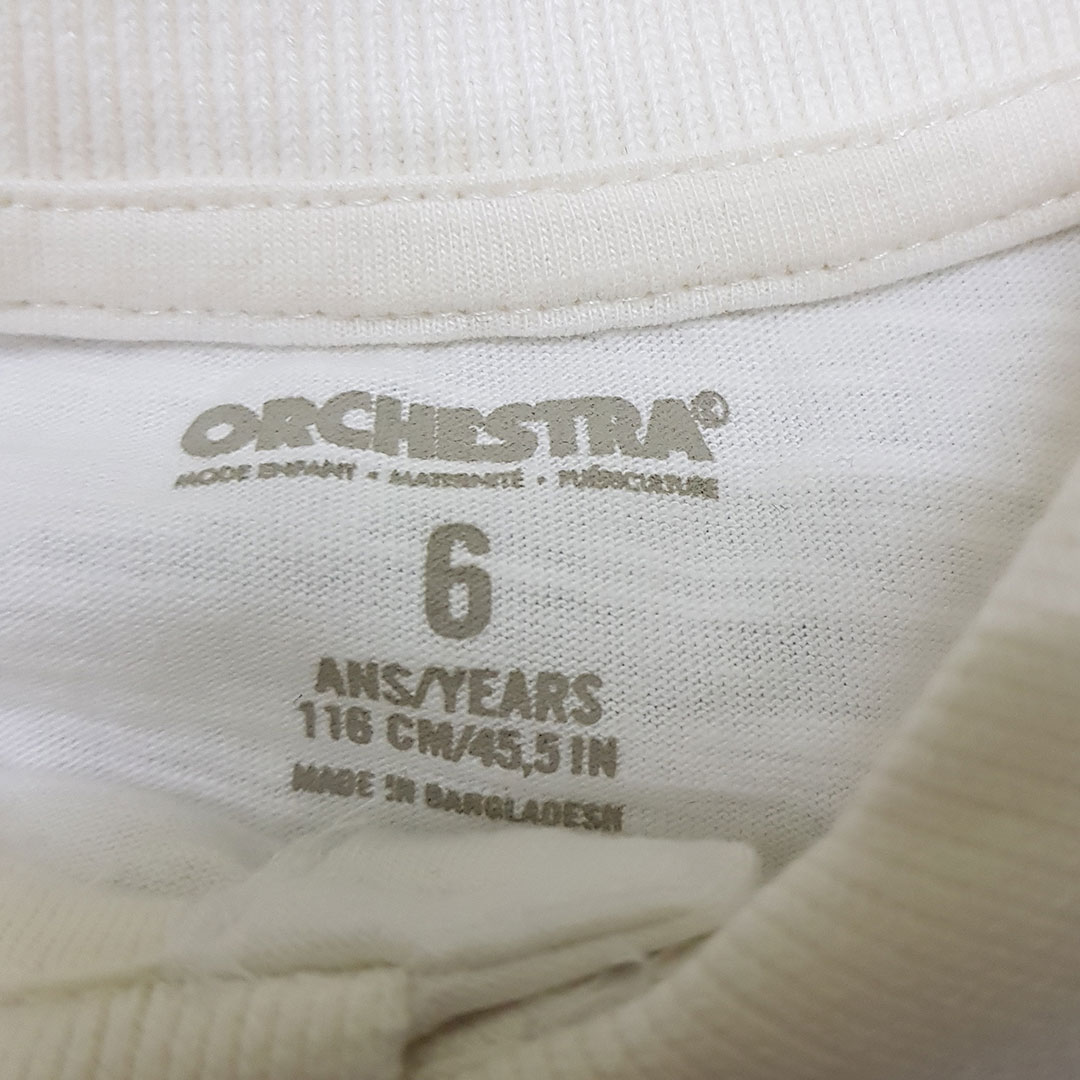 ORCHESTRA©
MODE ENFANT • MATERNITÉ • PUÉRICULTURE
6
ANS/YEARS
116 CM/45,5 IN
MADE IN BANGLADESH